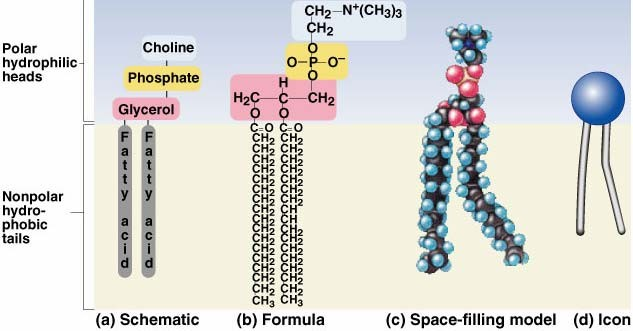 Polar
hydrophilic
heads
Nonpolar
hydro-
phobic
tails
Choline
Phosphate
Glycerol
Fatty acid
Fatty acid
CH₂–N⁺(CH₃)₃
CH₂
O
O–P–O⁻
O
H
H₂C–C–CH₂
O O
C=O C=O
CH₂ CH₂
CH₂ CH₂
CH₂ CH₂
CH₂ CH₂
CH₂ CH₂
CH₂ CH₂
CH₂ CH₂
CH₂ CH
CH₂ CH
CH₂ CH₂
CH₂ CH₂
CH₂ CH₂
CH₂ CH₂
CH₂ CH₂
CH₂ CH₂
CH₂ CH₂
CH₃ CH₃
(a) Schematic
(b) Formula
(c) Space-filling model
(d) Icon